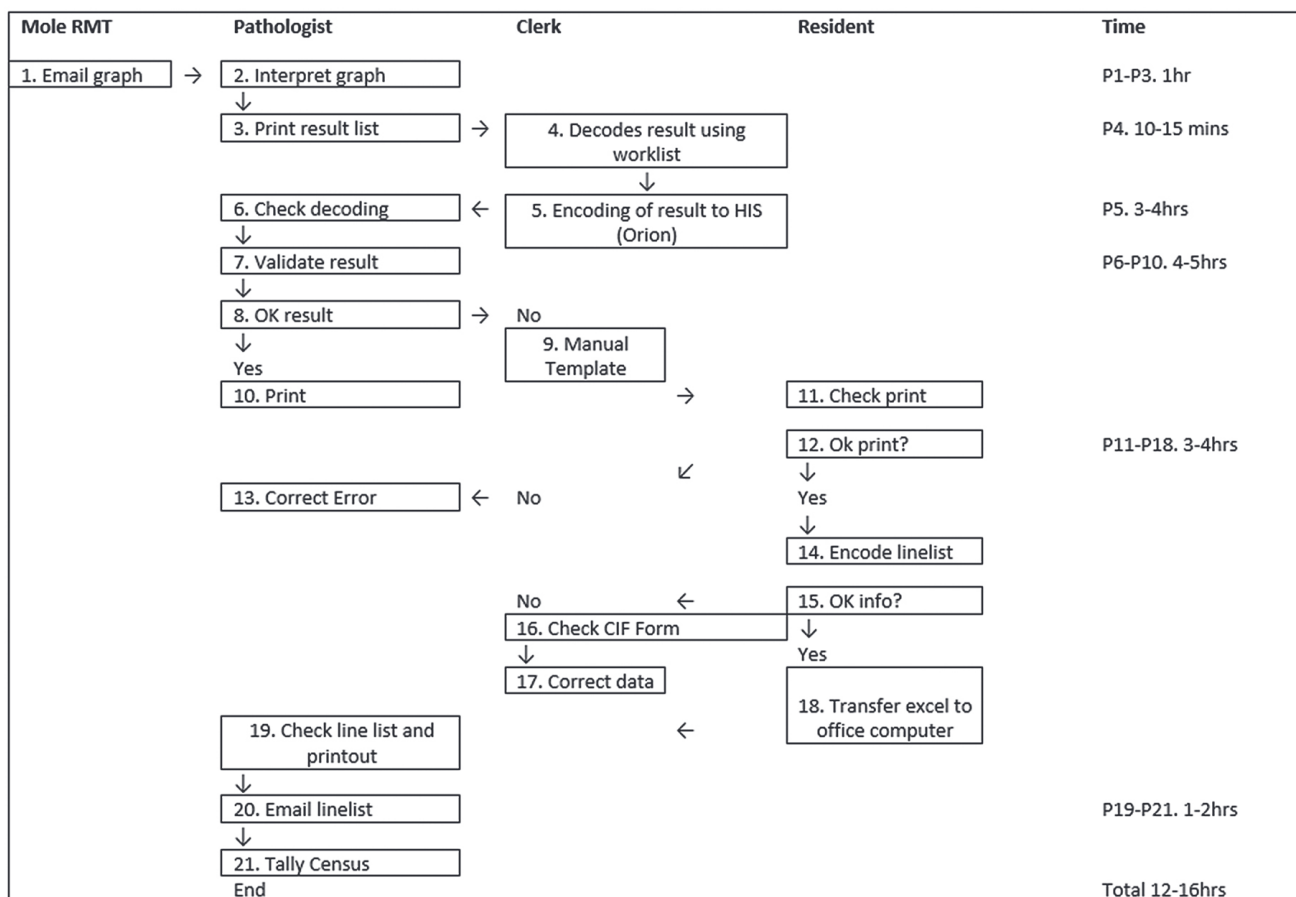 Mole RMT Pathologist Clerk Resident Time
1. Email graph → 2. Interpret graph P1-P3. 1hr
↓
3. Print result list → 4. Decodes result using P4. 10-15 mins
worklist
↓
6. Check decoding ← 5. Encoding of result to HIS P5. 3-4hrs
(Orion)
↓
7. Validate result P6-P10. 4-5hrs
↓
8. OK result → No
↓ 9. Manual
Yes Template
10. Print → 11. Check print
12. Ok print? P11-P18. 3-4hrs
↙ ↓
13. Correct Error ← No Yes
↓
14. Encode linelist
No ← 15. OK info?
16. Check CIF Form ↓
↓ Yes
17. Correct data
18. Transfer excel to
19. Check line list and ← office computer
printout
↓
20. Email linelist P19-P21. 1-2hrs
↓
21. Tally Census
End Total 12-16hrs